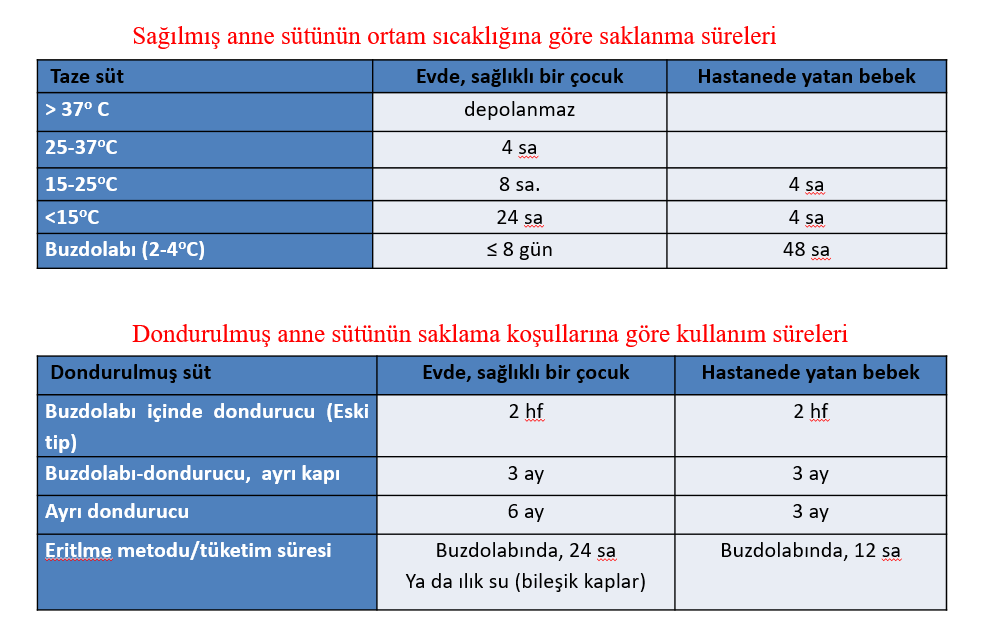 Sağılmış anne sütünün ortam sıcaklığına göre saklanma süreleri
Taze süt Evde, sağlıklı bir çocuk Hastanede yatan bebek
> 37º C depolanmaz
25-37ºC 4 sa
15-25ºC 8 sa. 4 sa
<15ºC 24 sa 4 sa
Buzdolabı (2-4ºC) ≤ 8 gün 48 sa
Dondurulmuş anne sütünün saklama koşullarına göre kullanım süreleri
Dondurulmuş süt Evde, sağlıklı bir çocuk Hastanede yatan bebek
Buzdolabı içinde dondurucu (Eski 2 hf 2 hf
tip)
Buzdolabı-dondurucu, ayrı kapı 3 ay 3 ay
Ayrı dondurucu 6 ay 3 ay
Eritlme metodu/tüketim süresi Buzdolabında, 24 sa Buzdolabında, 12 sa
Ya da ılık su (bileşik kaplar)